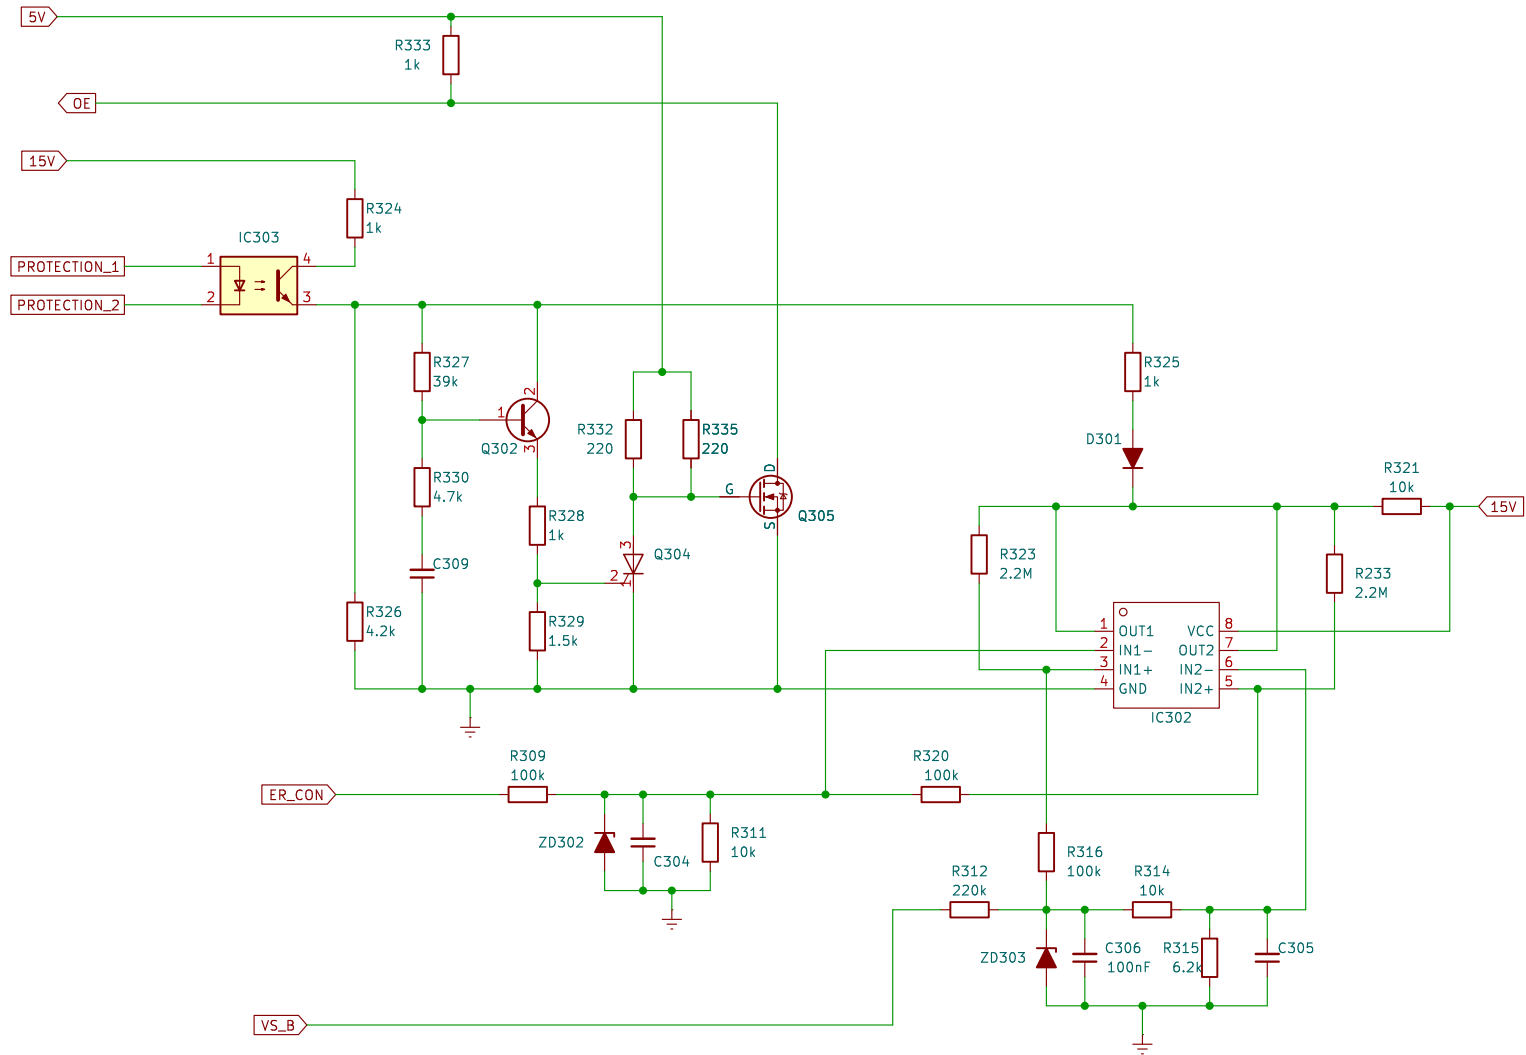 5V
R333
1k
OE
15V
R324
1k
IC303
PROTECTION_1
1
4
PROTECTION_2
2
3
R327
39k
R325
1k
2
1
Q302
3
R332
220
R335
220
D301
D
G
S
Q305
R330
4.7k
R321
10k
15V
R328
1k
3
Q304
2
1
C309
R323
2.2M
R233
2.2M
R326
4.2k
R329
1.5k
1 OUT1 VCC 8
2 IN1- OUT2 7
3 IN1+ IN2- 6
4 GND IN2+ 5
IC302
R309
100k
R320
100k
ER_CON
ZD302
C304
R311
10k
R316
100k
R312
220k
R314
10k
ZD303
C306
100nF
R315
6.2k
C305
VS_B